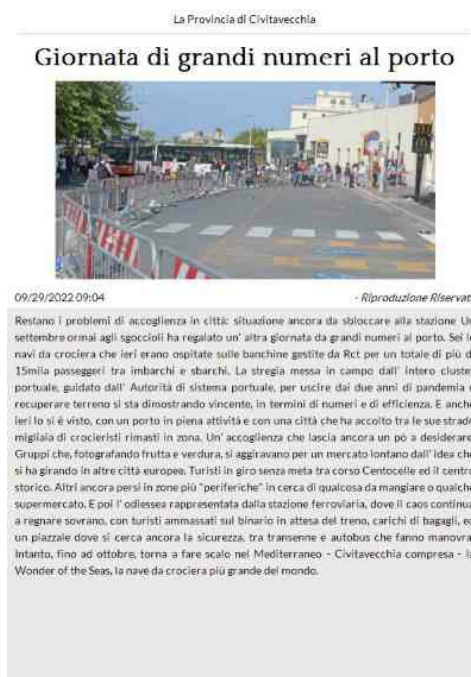 La Provincia di Civitavecchia
Giornata di grandi numeri al porto
09/29/2022 09:04
- Riproduzione Riservat
Restano i problemi di accoglienza in città: situazione ancora da sbloccare alla stazione Un
settembre ormai agli sgoccioli ha regalato un' altra giornata da grandi numeri al porto. Sei le
navi da crociera che ieri erano ospitate sulle banchine gestite da Rct per un totale di più d
15mila passeggeri tra imbarchi e sbarchi. La stregia messa in campo dall' intero cluste
portuale, guidato dall' Autorità di sistema portuale, per uscire dai due anni di pandemia e
recuperare terreno si sta dimostrando vincente, in termini di numeri e di efficienza. E anche
ieri lo si è visto, con un porto in piena attività e con una città che ha accolto tra le sue strade
migliaia di crocieristi rimasti in zona. Un' accoglienza che lascia ancora un pò a desiderare
Gruppi che, fotografando frutta e verdura, si aggiravano per un mercato lontano dall' idea che
si ha girando in altre città europee. Turisti in giro senza meta tra corso Centocelle ed il centro
storico. Altri ancora persi in zone più "periferiche" in cerca di qualcosa da mangiare o qualche
supermercato. E poi l' odiessea rappresentata dalla stazione ferroviaria, dove il caos continua
a regnare sovrano, con turisti ammassati sul binario in attesa del treno, carichi di bagagli, ed
un piazzale dove si cerca ancora la sicurezza, tra transenne e autobus che fanno manovra
Intanto, fino ad ottobre, torna a fare scalo nel Mediterraneo - Civitavecchia compresa - la
Wonder of the Seas, la nave da crociera più grande del mondo.